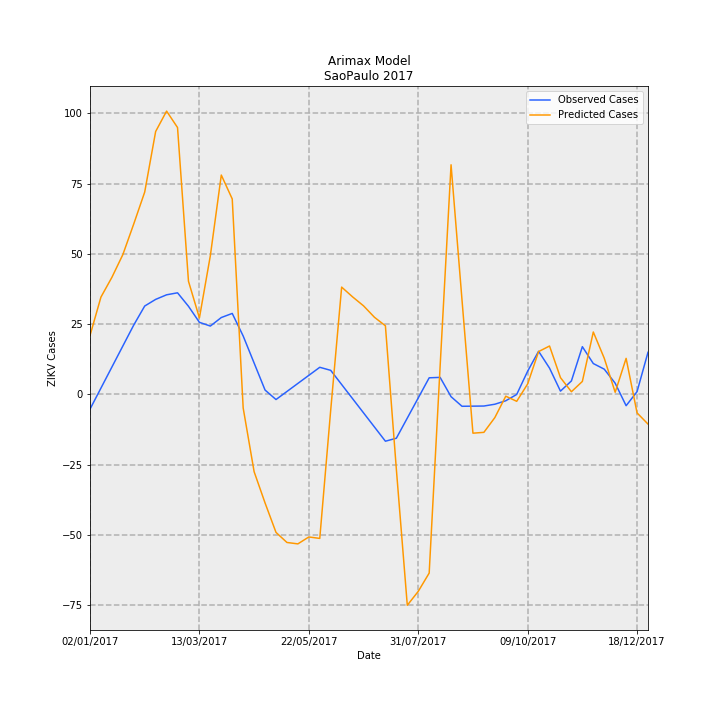 Arimax Model
SaoPaulo 2017
Observed Cases
Predicted Cases
ZIKV Cases
100
75
50
25
0
−25
−50
−75
02/01/2017 13/03/2017 22/05/2017 31/07/2017 09/10/2017 18/12/2017
Date